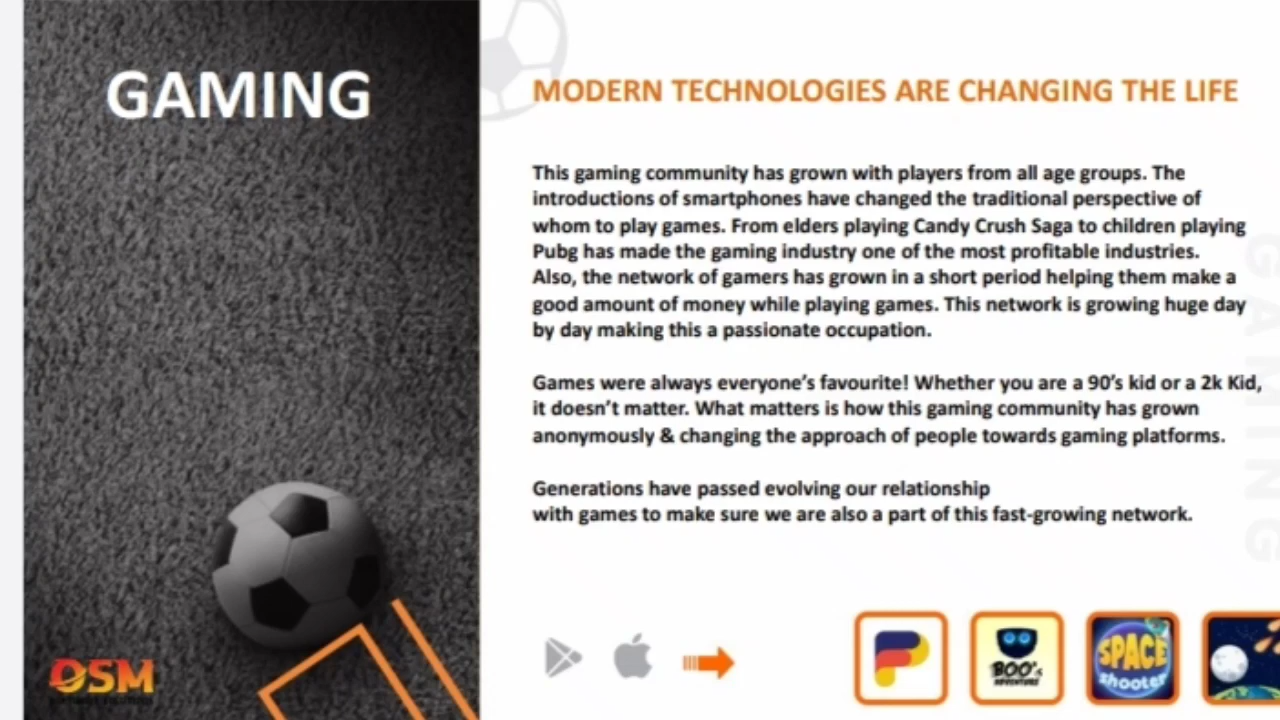 GAMING
MODERN TECHNOLOGIES ARE CHANGING THE LIFE
This gaming community has grown with players from all age groups. The
introductions of smartphones have changed the traditional perspective of
whom to play games. From elders playing Candy Crush Saga to children playing
Pubg has made the gaming industry one of the most profitable industries.
Also, the network of gamers has grown in a short period helping them make a
good amount of money while playing games. This network is growing huge day
by day making this a passionate occupation.
Games were always everyone’s favourite! Whether you are a 90’s kid or a 2k Kid,
it doesn’t matter. What matters is how this gaming community has grown
anonymously & changing the approach of people towards gaming platforms.
Generations have passed evolving our relationship
with games to make sure we are also a part of this fast-growing network.
GAMING
DSM
BOO's
ADVENTURE
SPACE
shooter